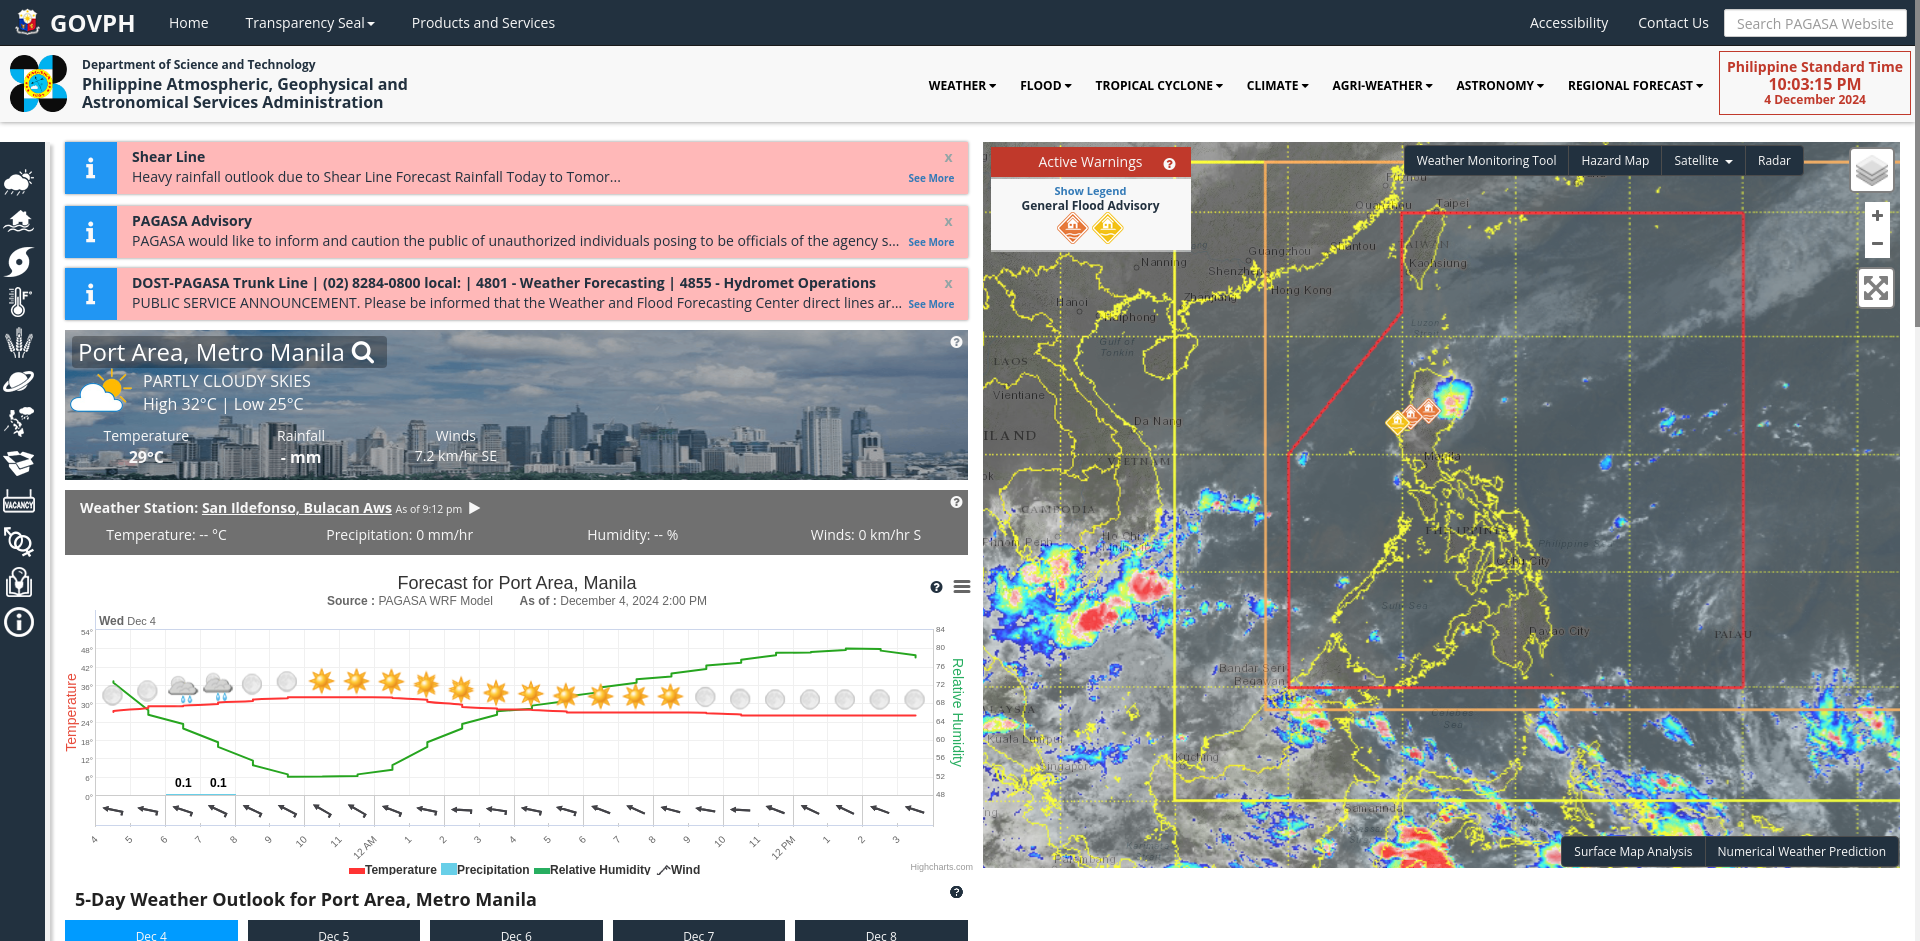 GOVPH
Home
Transparency Seal
Products and Services
Accessibility
Contact Us
Search PAGASA Website
Department of Science and Technology
Philippine Atmospheric, Geophysical and
Astronomical Services Administration
WEATHER
FLOOD
TROPICAL CYCLONE
CLIMATE
AGRI-WEATHER
ASTRONOMY
REGIONAL FORECAST
Philippine Standard Time
10:03:15 PM
4 December 2024
Shear Line
x
Heavy rainfall outlook due to Shear Line Forecast Rainfall Today to Tomor...
See More
PAGASA Advisory
x
PAGASA would like to inform and caution the public of unauthorized individuals posing to be officials of the agency s...
See More
DOST-PAGASA Trunk Line | (02) 8284-0800 local: | 4801 - Weather Forecasting | 4855 - Hydromet Operations
x
PUBLIC SERVICE ANNOUNCEMENT. Please be informed that the Weather and Flood Forecasting Center direct lines ar...
See More
Port Area, Metro Manila
PARTLY CLOUDY SKIES
High 32°C | Low 25°C
Temperature
Rainfall
Winds
29°C
- mm
7.2 km/hr SE
Weather Station: San Ildefonso, Bulacan Aws As of 9:12 pm
Temperature: -- °C
Precipitation: 0 mm/hr
Humidity: -- %
Winds: 0 km/hr S
Forecast for Port Area, Manila
Source : PAGASA WRF Model
As of : December 4, 2024 2:00 PM
Wed Dec 4
54°
48°
42°
36°
30°
24°
18°
12°
6°
0°
Temperature
84
80
76
72
68
64
60
56
52
48
Relative Humidity
0.1
0.1
4
5
6
7
8
9
10
11
12 AM
1
2
3
4
5
6
7
8
9
10
11
12 PM
1
2
3
Temperature
Precipitation
Relative Humidity
Wind
Highcharts.com
5-Day Weather Outlook for Port Area, Metro Manila
Dec 4
Dec 5
Dec 6
Dec 7
Dec 8
VACANCY
Active Warnings
Show Legend
General Flood Advisory
Weather Monitoring Tool
Hazard Map
Satellite
Radar
+
−
Taipei
TAIWAN
Kaohsiung
Guangzhou
Shenzhen
Hong Kong
Nanning
Zhanjiang
Hanoi
Haiphong
Gulf of
Tonkin
LAOS
Vientiane
Da Nang
VIETNAM
CAMBODIA
Luzon
Manila
Philippine
Sulu Sea
Davao City
PALAU
Bandar Seri
Begawan
Celebes
Sea
Kuala Lumpur
Kuching
Samarinda
Palembang
Surface Map Analysis
Numerical Weather Prediction